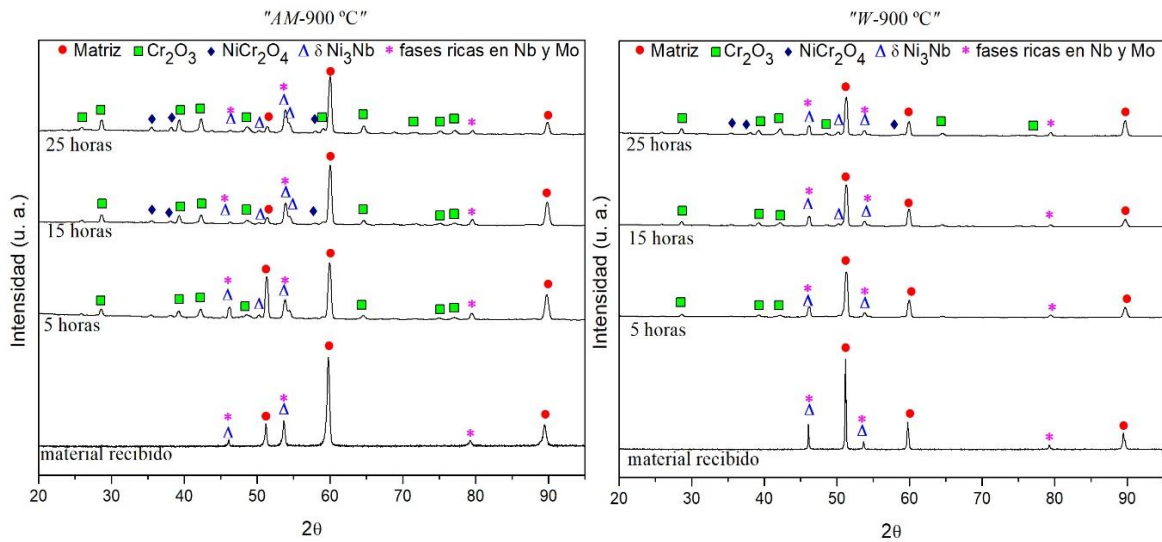 "AM-900 ºC"
● Matriz ■ Cr₂O₃ ♦ NiCr₂O₄ Δ δ Ni₃Nb * fases ricas en Nb y Mo
25 horas
15 horas
5 horas
material recibido
Intensidad (u. a.)
20 30 40 50 60 70 80 90
2θ
"W-900 ºC"
● Matriz ■ Cr₂O₃ ♦ NiCr₂O₄ Δ δ Ni₃Nb * fases ricas en Nb y Mo
25 horas
15 horas
5 horas
material recibido
Intensidad (u. a.)
20 30 40 50 60 70 80 90
2θ